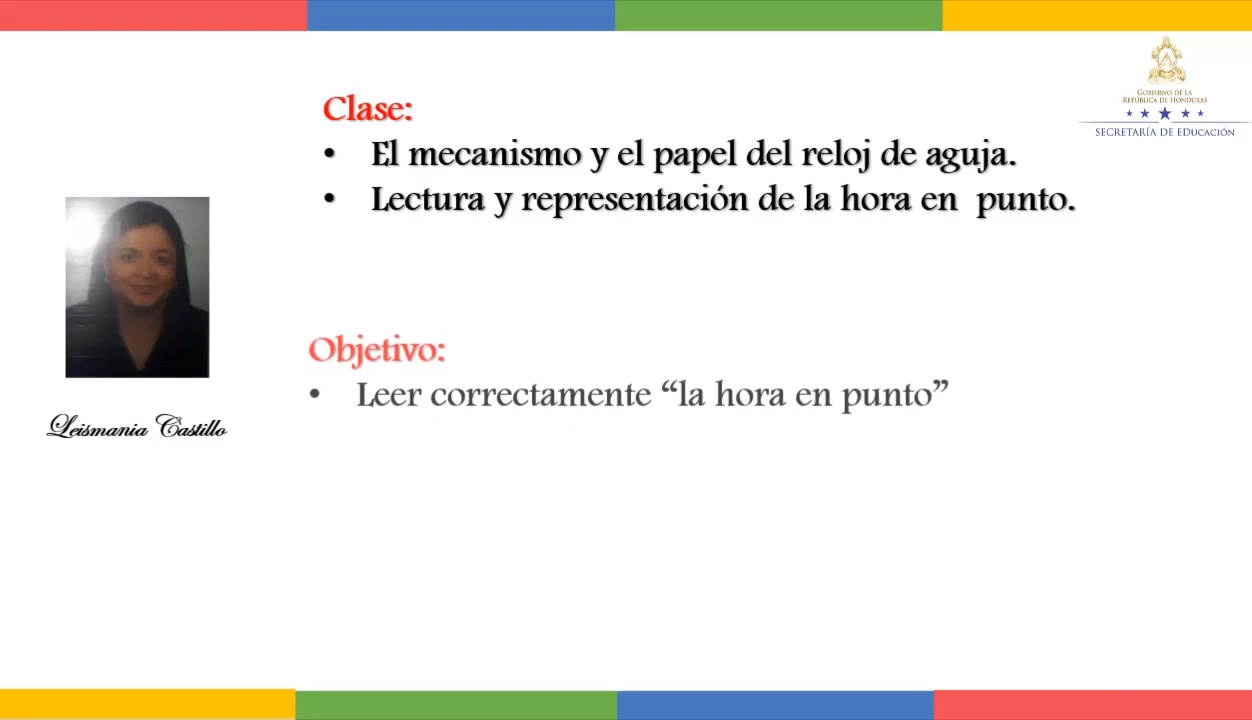 Clase:
• El mecanismo y el papel del reloj de aguja.
• Lectura y representación de la hora en punto.
GOBIERNO DE LA
REPÚBLICA DE HONDURAS
SECRETARÍA DE EDUCACIÓN
Objetivo:
• Leer correctamente “la hora en punto”
Leismania Castillo